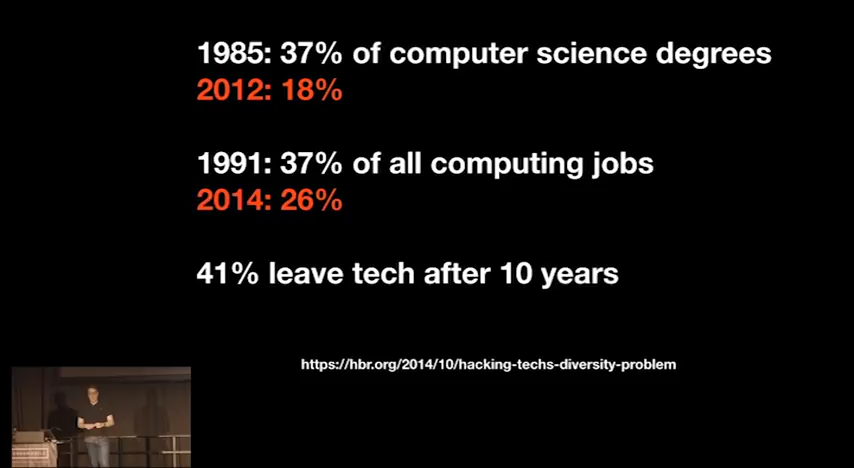 1985: 37% of computer science degrees
2012: 18%
1991: 37% of all computing jobs
2014: 26%
41% leave tech after 10 years
https://hbr.org/2014/10/hacking-techs-diversity-problem